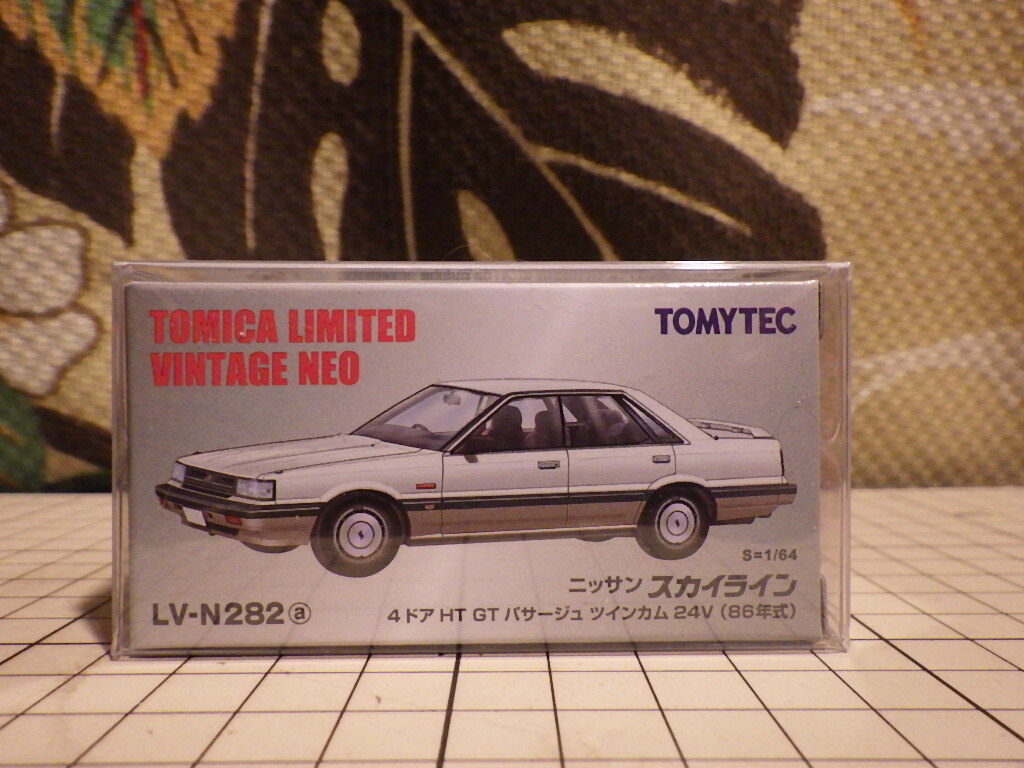 TOMICA LIMITED
VINTAGE NEO
TOMYTEC
S=1/64
ニッサン スカイライン
LV-N282ⓐ
4ドア HT GT パサージュ ツインカム 24V (86年式)